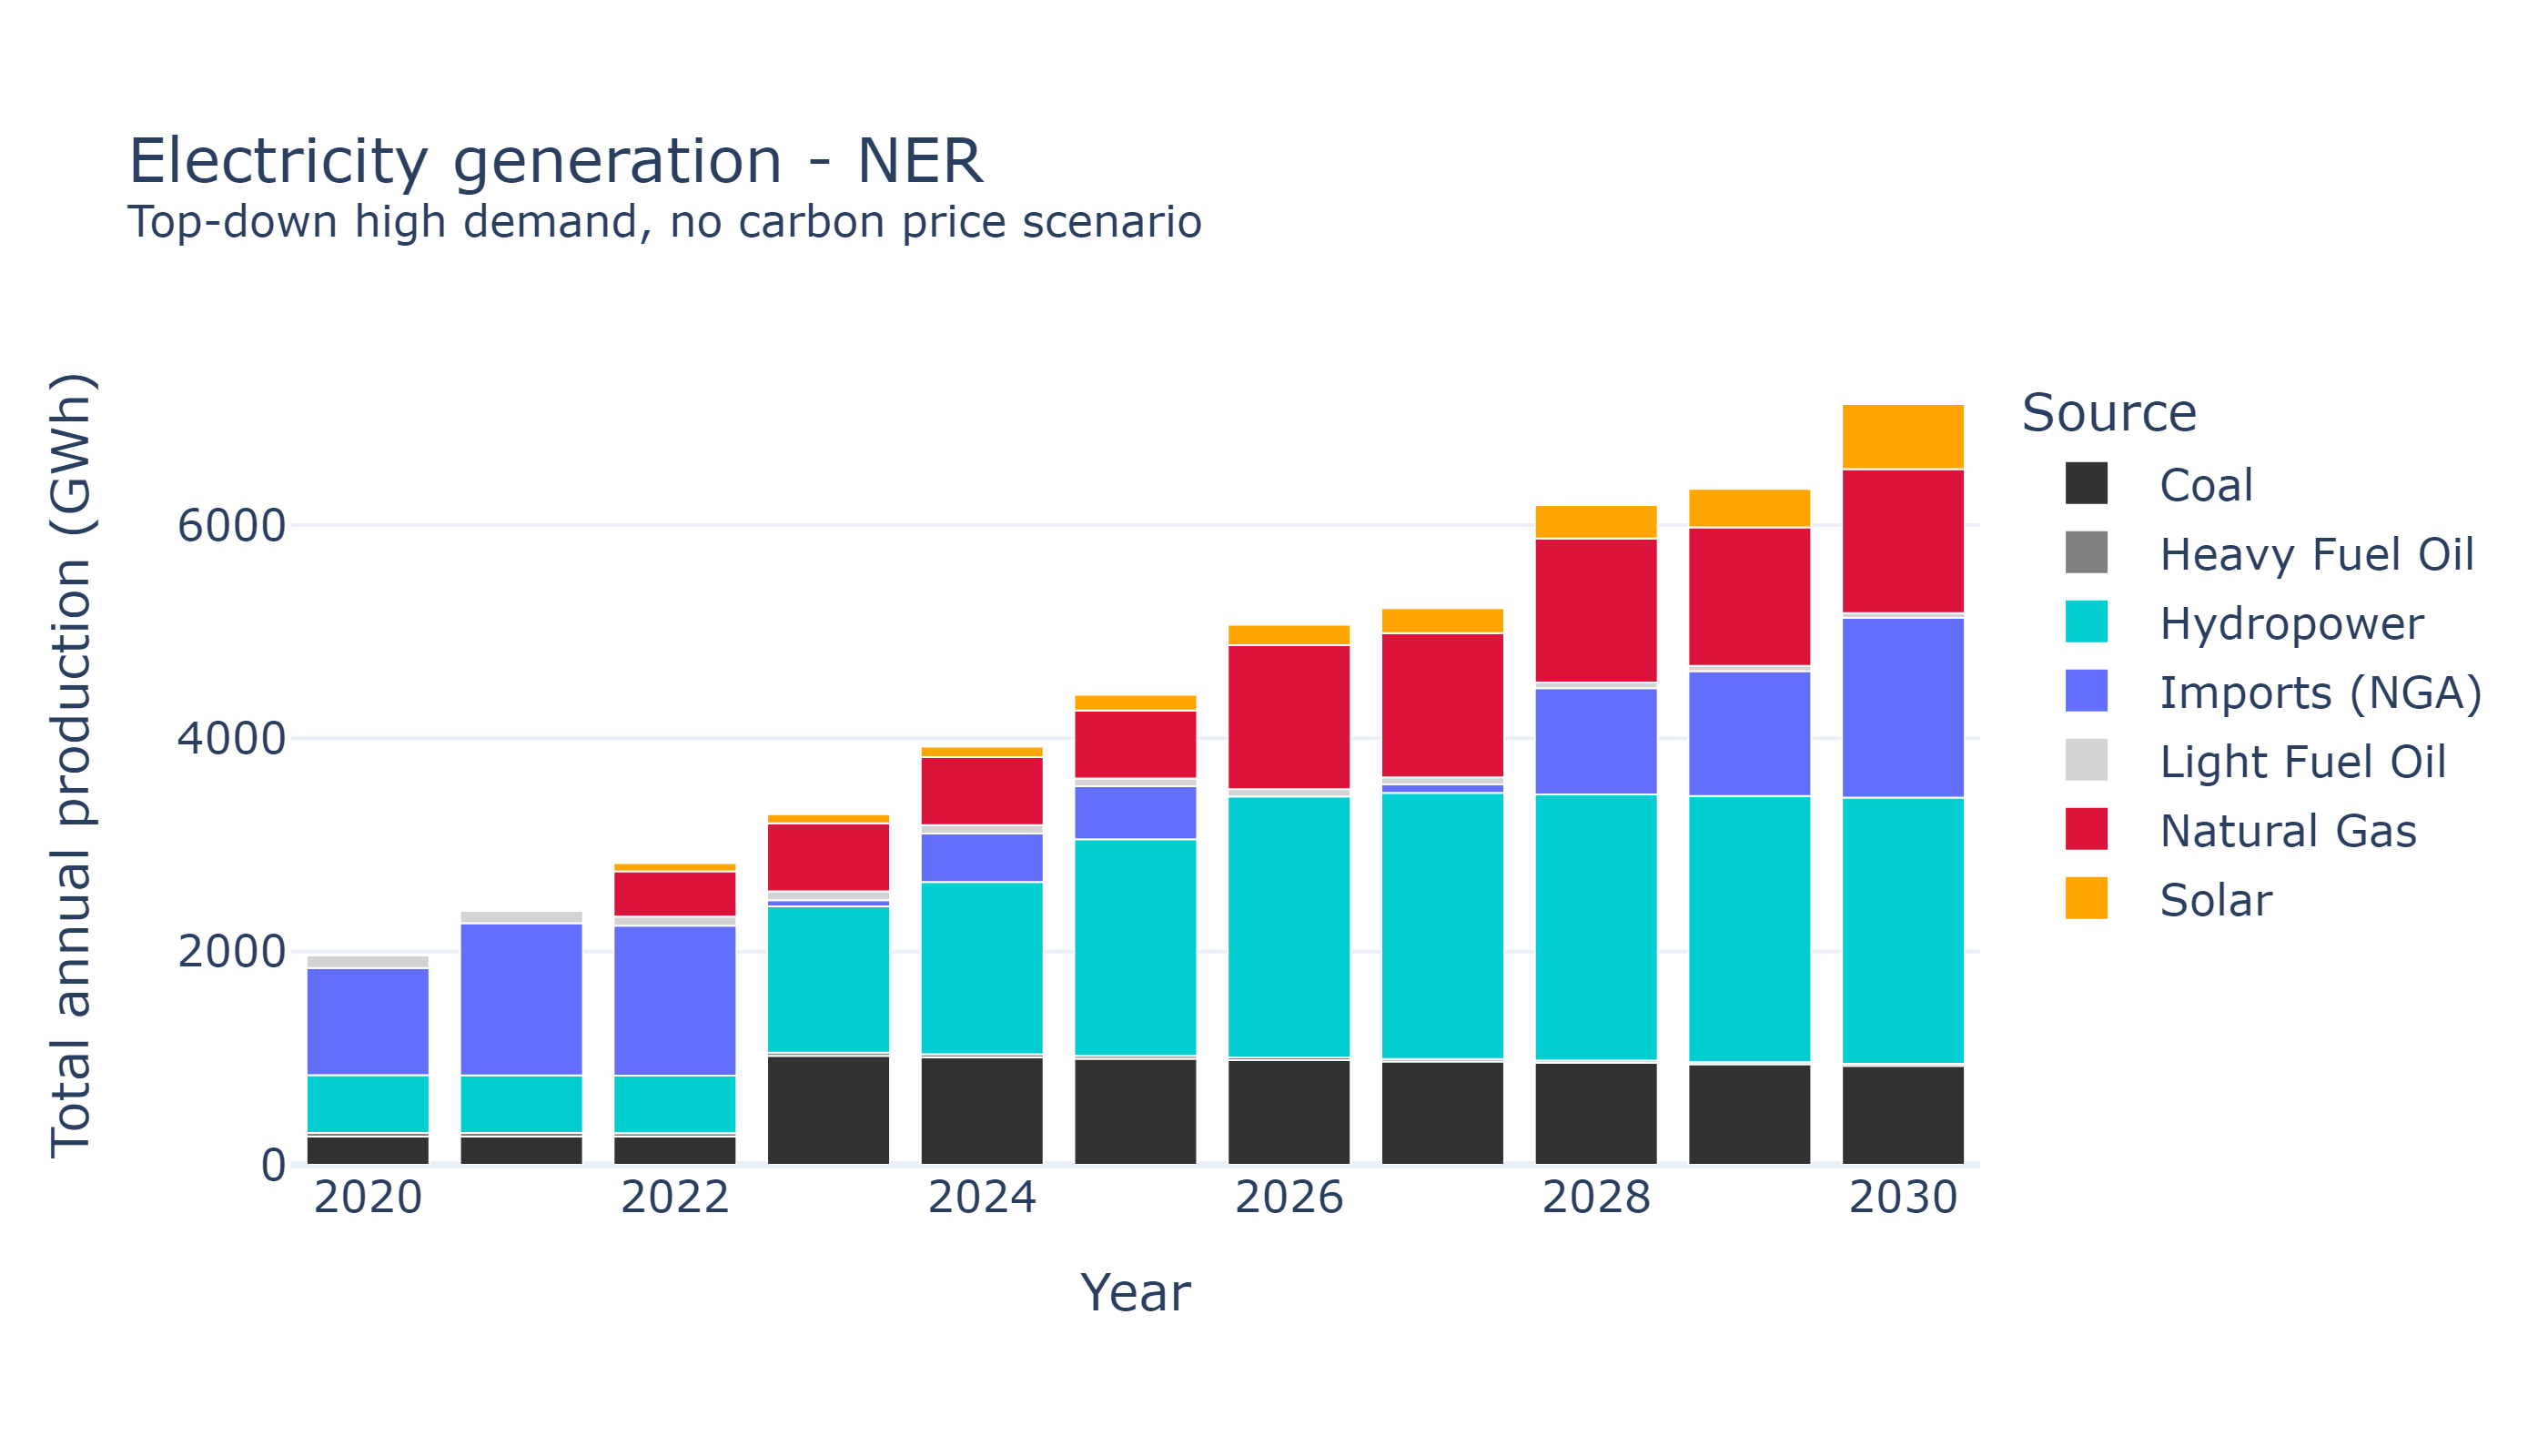 Electricity generation - NER
Top-down high demand, no carbon price scenario
Total annual production (GWh)
6000
4000
2000
0
2020 2022 2024 2026 2028 2030
Year
Source
Coal
Heavy Fuel Oil
Hydropower
Imports (NGA)
Light Fuel Oil
Natural Gas
Solar